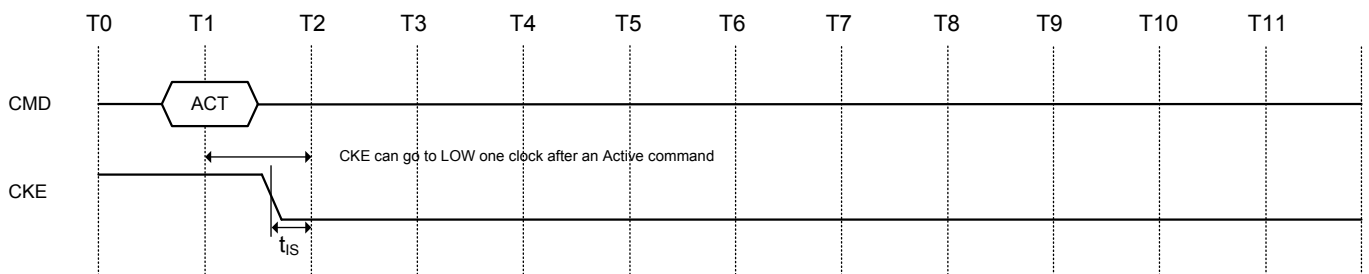 T0 T1 T2 T3 T4 T5 T6 T7 T8 T9 T10 T11
CMD ACT
CKE can go to LOW one clock after an Active command
CKE
tIS